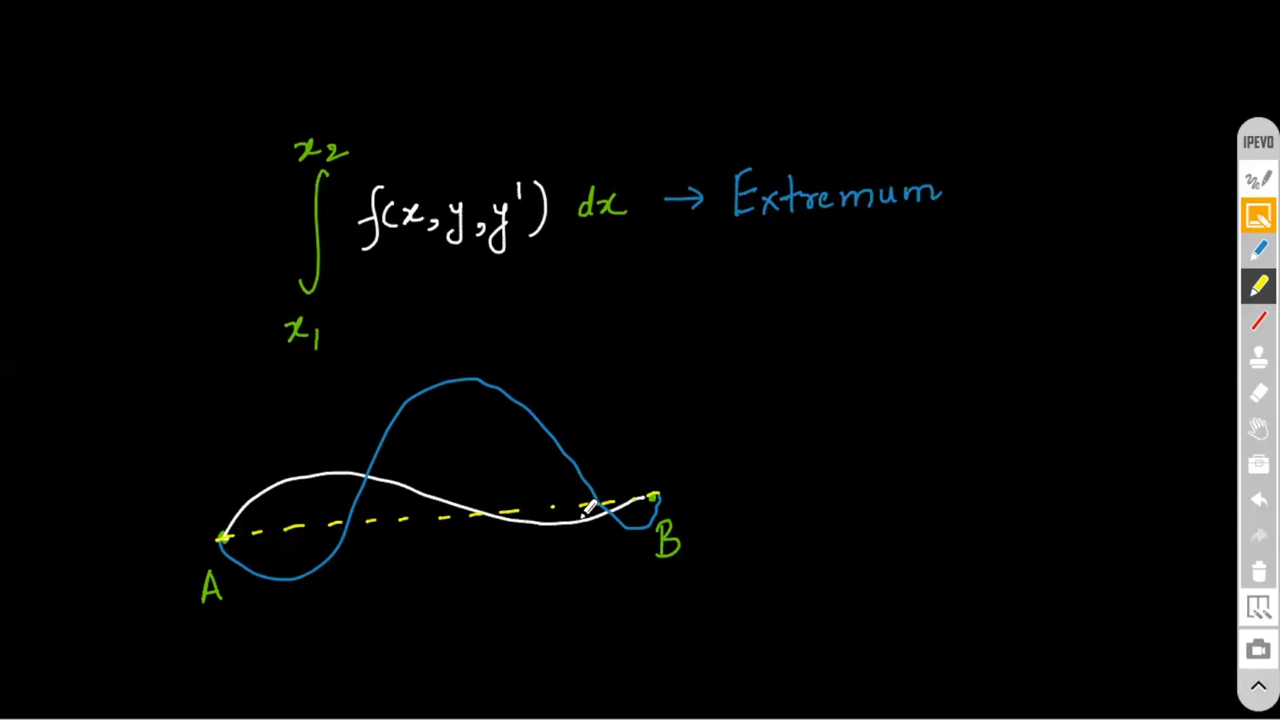 x2
∫ f(x, y, y') dx → Extremum
x1
A
B
IPEVO